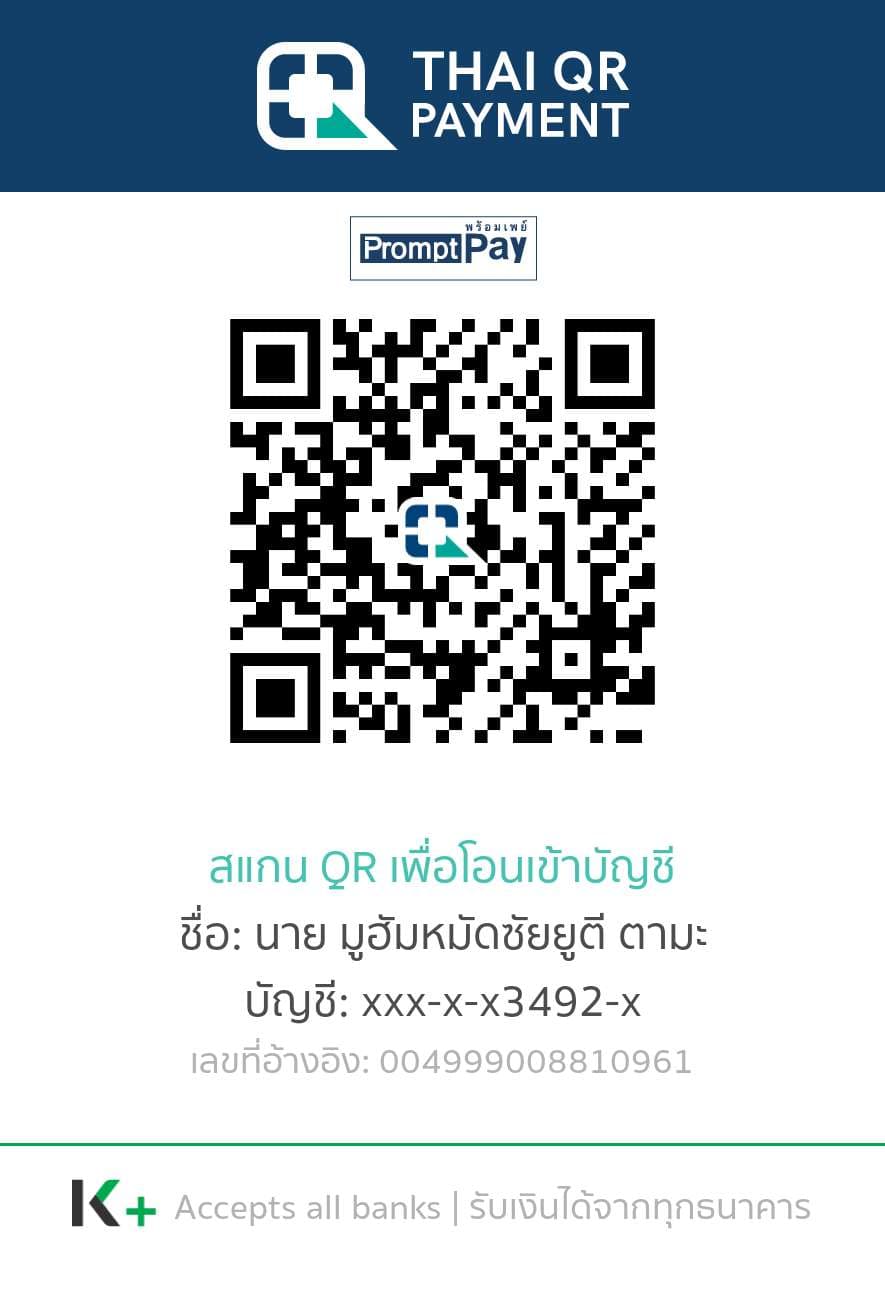 THAI QR
PAYMENT
พร้อมเพย์
PromptPay
สแกน QR เพื่อโอนเข้าบัญชี
ชื่อ: นาย มูฮัมหมัดซัยยูตี ตามะ
บัญชี: xxx-x-x3492-x
เลขที่อ้างอิง: 004999008810961
K+ Accepts all banks | รับเงินได้จากทุกธนาคาร